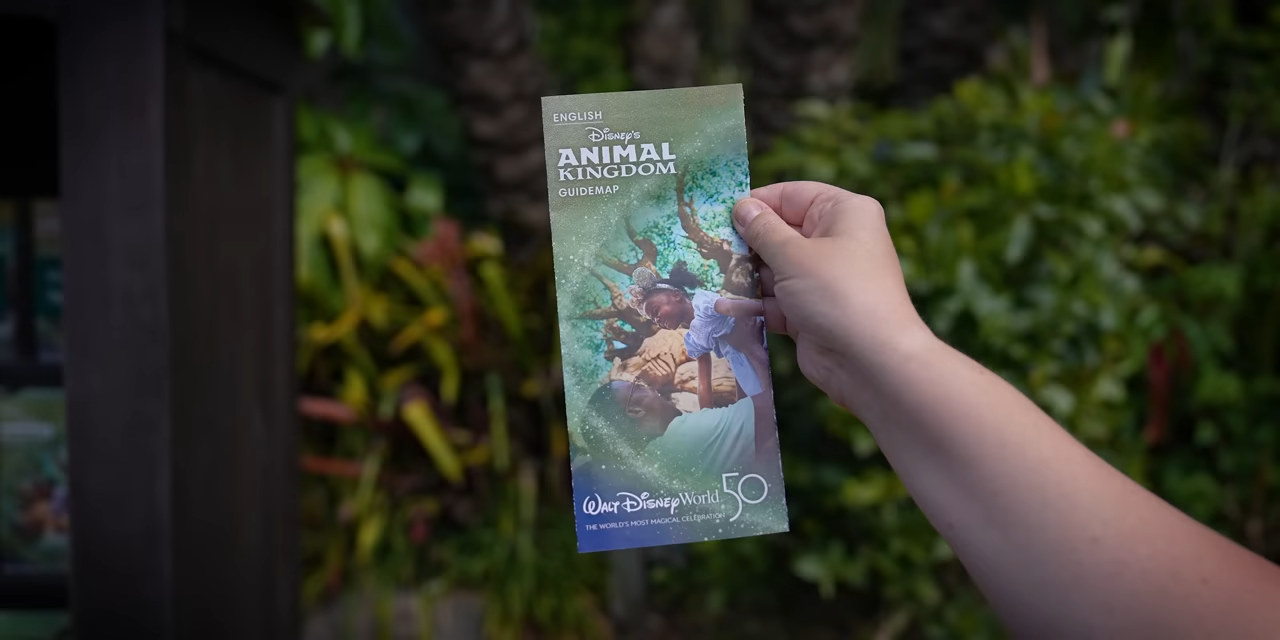 ENGLISH
Disney's
ANIMAL
KINGDOM
GUIDEMAP
Walt Disney World 50
THE WORLD'S MOST MAGICAL CELEBRATION